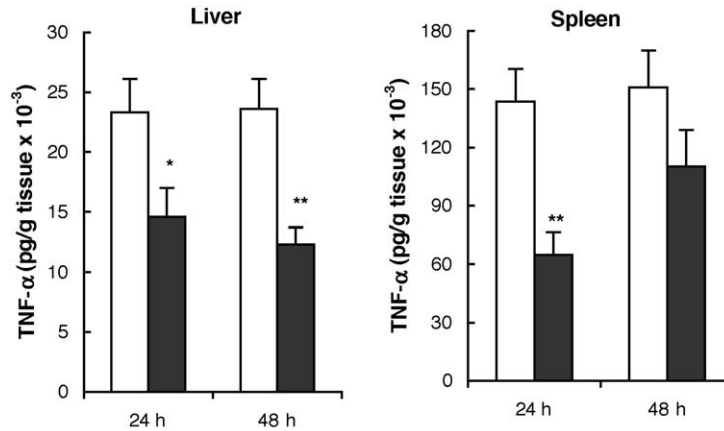 Liver
TNF-α (pg/g tissue x 10⁻³)
30
25
20
15
10
5
0
*
**
24 h
48 h
Spleen
TNF-α (pg/g tissue x 10⁻³)
180
150
120
90
60
30
0
**
24 h
48 h